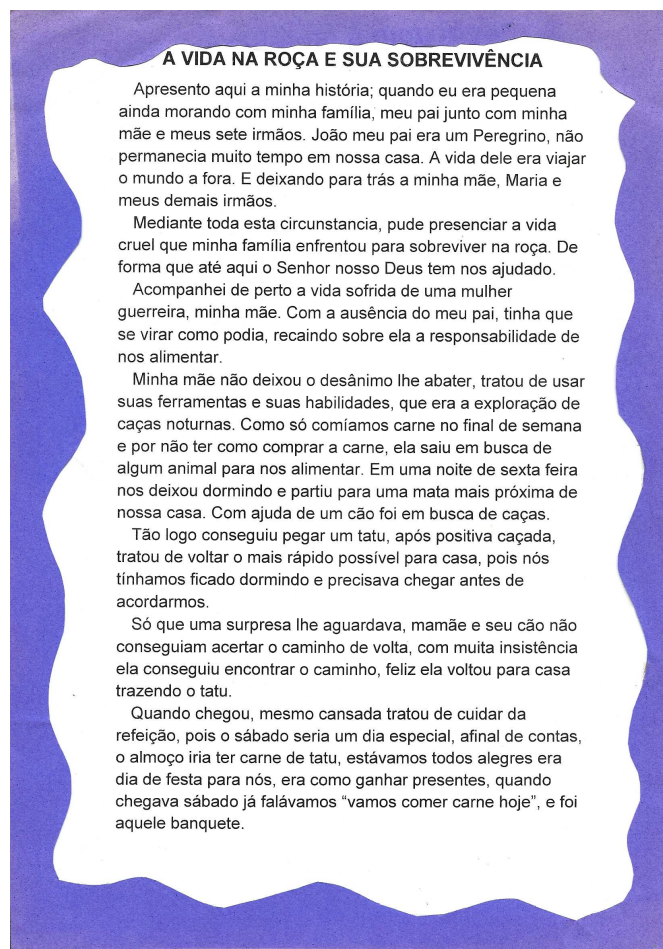 A VIDA NA ROÇA E SUA SOBREVIVÊNCIA
Apresento aqui a minha história; quando eu era pequena
ainda morando com minha família, meu pai junto com minha
mãe e meus sete irmãos. João meu pai era um Peregrino, não
permanecia muito tempo em nossa casa. A vida dele era viajar
o mundo a fora. E deixando para trás a minha mãe, Maria e
meus demais irmãos.
Mediante toda esta circunstancia, pude presenciar a vida
cruel que minha família enfrentou para sobreviver na roça. De
forma que até aqui o Senhor nosso Deus tem nos ajudado.
Acompanhei de perto a vida sofrida de uma mulher
guerreira, minha mãe. Com a ausência do meu pai, tinha que
se virar como podia, recaindo sobre ela a responsabilidade de
nos alimentar.
Minha mãe não deixou o desânimo lhe abater, tratou de usar
suas ferramentas e suas habilidades, que era a exploração de
caças noturnas. Como só comíamos carne no final de semana
e por não ter como comprar a carne, ela saiu em busca de
algum animal para nos alimentar. Em uma noite de sexta feira
nos deixou dormindo e partiu para uma mata mais próxima de
nossa casa. Com ajuda de um cão foi em busca de caças.
Tão logo conseguiu pegar um tatu, após positiva caçada,
tratou de voltar o mais rápido possível para casa, pois nós
tínhamos ficado dormindo e precisava chegar antes de
acordarmos.
Só que uma surpresa lhe aguardava, mamãe e seu cão não
conseguiam acertar o caminho de volta, com muita insistência
ela conseguiu encontrar o caminho, feliz ela voltou para casa
trazendo o tatu.
Quando chegou, mesmo cansada tratou de cuidar da
refeição, pois o sábado seria um dia especial, afinal de contas,
o almoço iria ter carne de tatu, estávamos todos alegres era
dia de festa para nós, era como ganhar presentes, quando
chegava sábado já falávamos “vamos comer carne hoje”, e foi
aquele banquete.